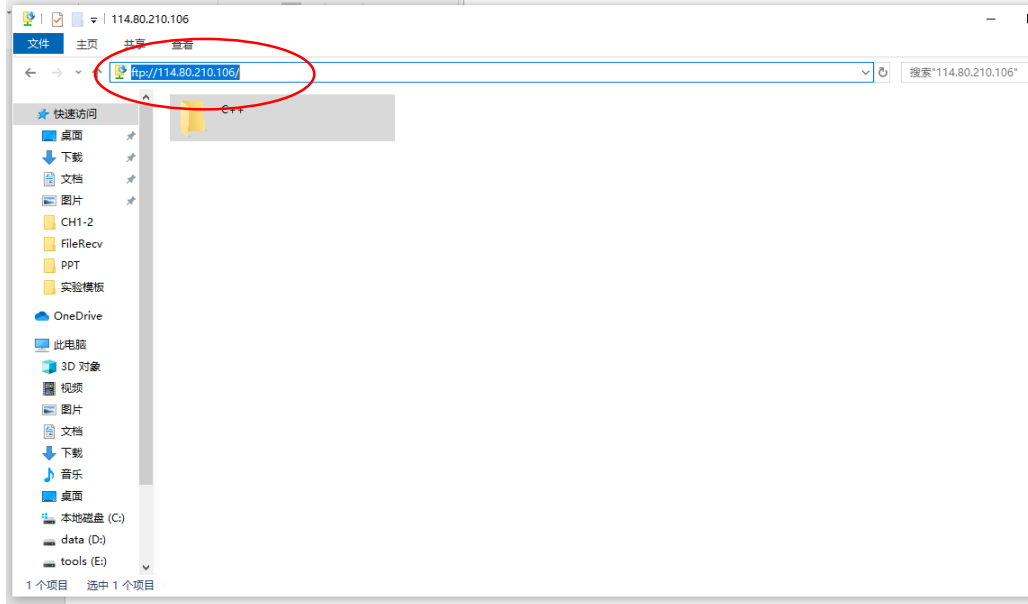 114.80.210.106
文件 主页 共享 查看
ftp://114.80.210.106/ 搜索"114.80.210.106"
快速访问
C++
桌面
下载
文档
图片
CH1-2
FileRecv
PPT
实验模板
OneDrive
此电脑
3D 对象
视频
图片
文档
下载
音乐
桌面
本地磁盘 (C:)
data (D:)
tools (E:)
1 个项目 选中 1 个项目